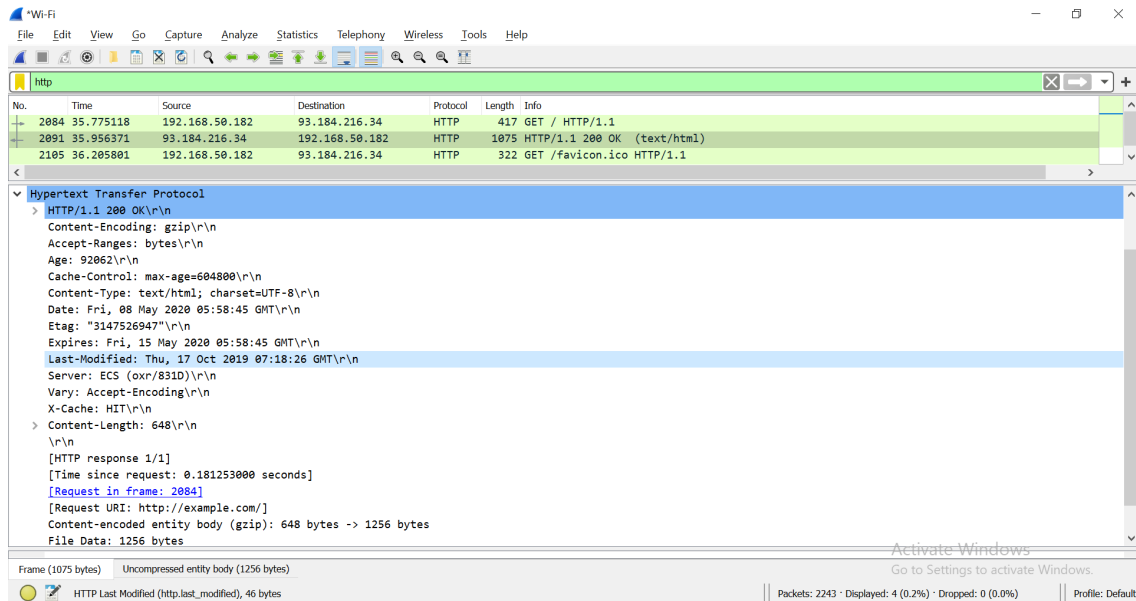 *Wi-Fi
File Edit View Go Capture Analyze Statistics Telephony Wireless Tools Help
http
No. Time Source Destination Protocol Length Info
2084 35.775118 192.168.50.182 93.184.216.34 HTTP 417 GET / HTTP/1.1
2091 35.956371 93.184.216.34 192.168.50.182 HTTP 1075 HTTP/1.1 200 OK (text/html)
2105 36.205801 192.168.50.182 93.184.216.34 HTTP 322 GET /favicon.ico HTTP/1.1
Hypertext Transfer Protocol
HTTP/1.1 200 OK\r\n
Content-Encoding: gzip\r\n
Accept-Ranges: bytes\r\n
Age: 92062\r\n
Cache-Control: max-age=604800\r\n
Content-Type: text/html; charset=UTF-8\r\n
Date: Fri, 08 May 2020 05:58:45 GMT\r\n
Etag: "3147526947"\r\n
Expires: Fri, 15 May 2020 05:58:45 GMT\r\n
Last-Modified: Thu, 17 Oct 2019 07:18:26 GMT\r\n
Server: ECS (oxr/831D)\r\n
Vary: Accept-Encoding\r\n
X-Cache: HIT\r\n
Content-Length: 648\r\n
\r\n
[HTTP response 1/1]
[Time since request: 0.181253000 seconds]
[Request in frame: 2084]
[Request URI: http://example.com/]
Content-encoded entity body (gzip): 648 bytes -> 1256 bytes
File Data: 1256 bytes
Activate Windows
Go to Settings to activate Windows.
Frame (1075 bytes) Uncompressed entity body (1256 bytes)
HTTP Last Modified (http.last_modified), 46 bytes Packets: 2243 · Displayed: 4 (0.2%) · Dropped: 0 (0.0%) Profile: Default